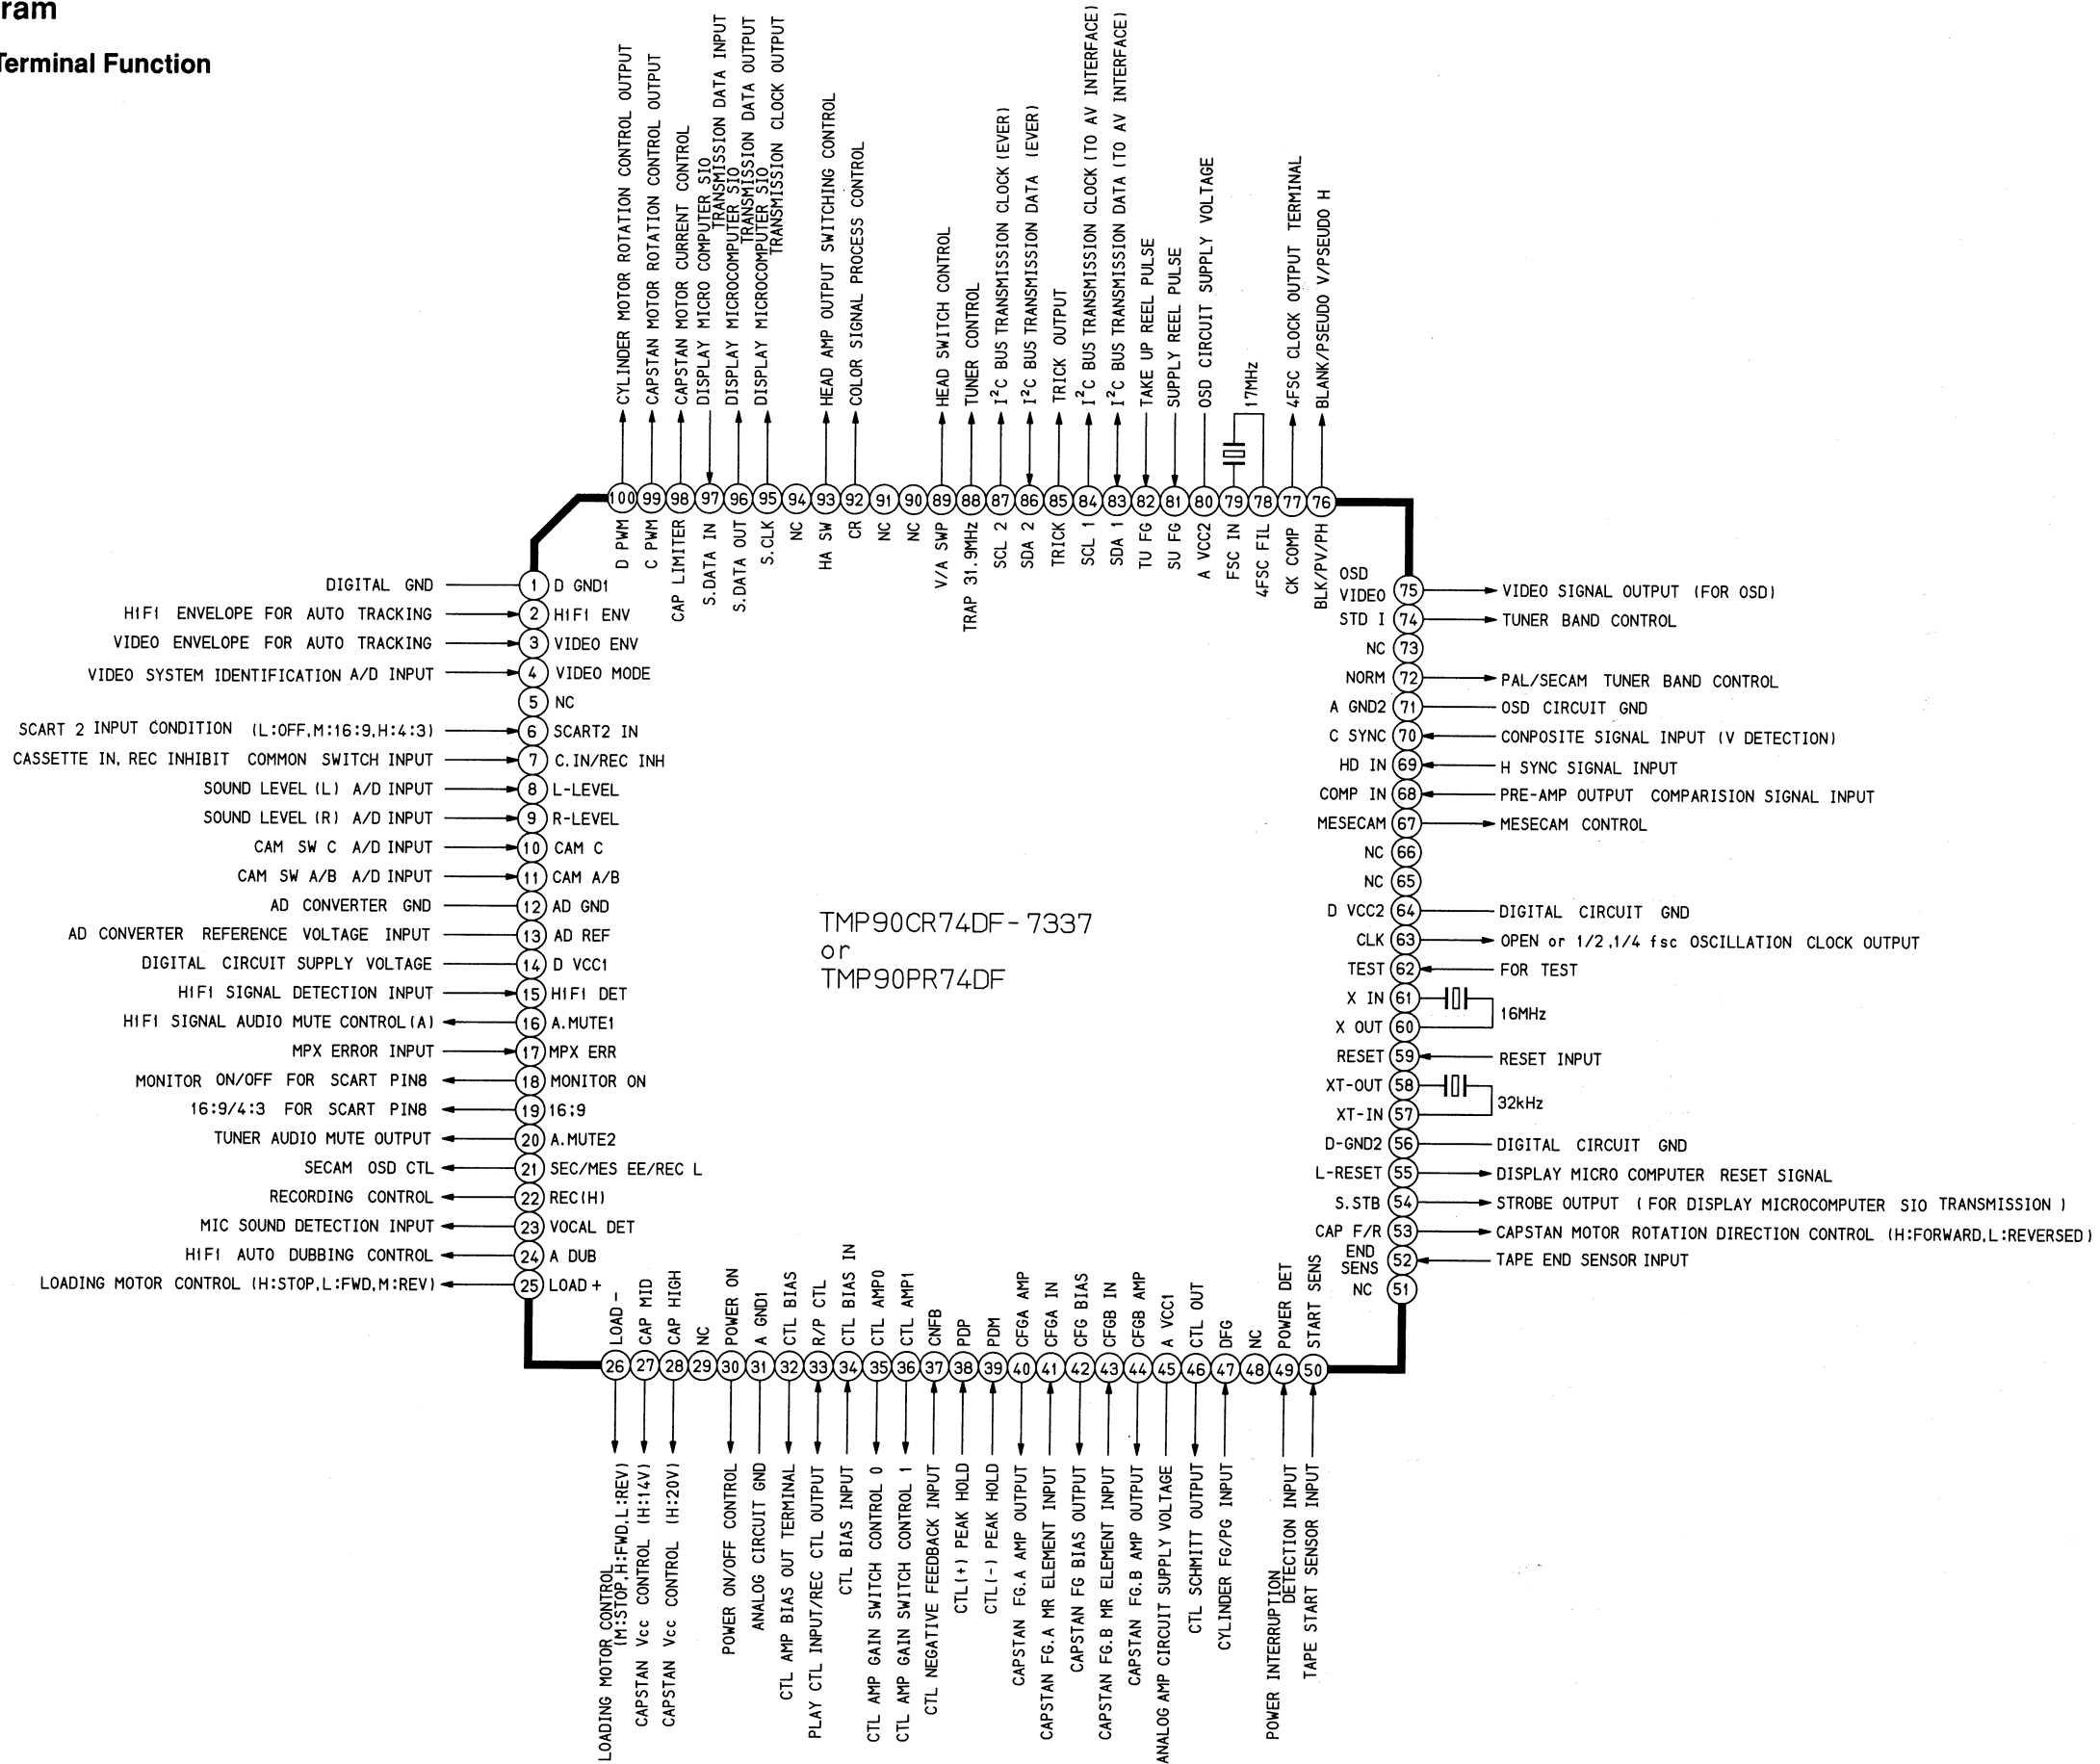 ram
Terminal Function
CYLINDER MOTOR ROTATION CONTROL OUTPUT
CAPSTAN MOTOR ROTATION CONTROL OUTPUT
CAPSTAN MOTOR CURRENT CONTROL
DISPLAY MICRO COMPUTER SIO
TRANSMISSION DATA INPUT
DISPLAY MICROCOMPUTER SIO
TRANSMISSION DATA OUTPUT
DISPLAY MICROCOMPUTER SIO
TRANSMISSION CLOCK OUTPUT
HEAD AMP OUTPUT SWITCHING CONTROL
COLOR SIGNAL PROCESS CONTROL
HEAD SWITCH CONTROL
TUNER CONTROL
I²C BUS TRANSMISSION CLOCK (EVER)
I²C BUS TRANSMISSION DATA (EVER)
TRICK OUTPUT
I²C BUS TRANSMISSION CLOCK (TO AV INTERFACE)
I²C BUS TRANSMISSION DATA (TO AV INTERFACE)
TAKE UP REEL PULSE
SUPPLY REEL PULSE
OSD CIRCUIT SUPPLY VOLTAGE
17MHz
4FSC CLOCK OUTPUT TERMINAL
BLANK/PSEUDO V/PSEUDO H
100 99 98 97 96 95 94 93 92 91 90 89 88 87 86 85 84 83 82 81 80 79 78 77 76
D PWM
C PWM
CAP LIMITER
S.DATA IN
S.DATA OUT
S.CLK
NC
HA SW
CR
NC
NC
V/A SWP
TRAP 31.9MHz
SCL 2
SDA 2
TRICK
SCL 1
SDA 1
TU FG
SU FG
A VCC2
FSC IN
4FSC FIL
CK COMP
BLK/PV/PH
DIGITAL GND 1 D GND1
HIFI ENVELOPE FOR AUTO TRACKING 2 HIFI ENV
VIDEO ENVELOPE FOR AUTO TRACKING 3 VIDEO ENV
VIDEO SYSTEM IDENTIFICATION A/D INPUT 4 VIDEO MODE
5 NC
SCART 2 INPUT CONDITION (L:OFF,M:16:9,H:4:3) 6 SCART2 IN
CASSETTE IN, REC INHIBIT COMMON SWITCH INPUT 7 C.IN/REC INH
SOUND LEVEL (L) A/D INPUT 8 L-LEVEL
SOUND LEVEL (R) A/D INPUT 9 R-LEVEL
CAM SW C A/D INPUT 10 CAM C
CAM SW A/B A/D INPUT 11 CAM A/B
AD CONVERTER GND 12 AD GND
AD CONVERTER REFERENCE VOLTAGE INPUT 13 AD REF
DIGITAL CIRCUIT SUPPLY VOLTAGE 14 D VCC1
HIFI SIGNAL DETECTION INPUT 15 HIFI DET
HIFI SIGNAL AUDIO MUTE CONTROL(A) 16 A.MUTE1
MPX ERROR INPUT 17 MPX ERR
MONITOR ON/OFF FOR SCART PIN8 18 MONITOR ON
16:9/4:3 FOR SCART PIN8 19 16:9
TUNER AUDIO MUTE OUTPUT 20 A.MUTE2
SECAM OSD CTL 21 SEC/MES EE/REC L
RECORDING CONTROL 22 REC(H)
MIC SOUND DETECTION INPUT 23 VOCAL DET
HIFI AUTO DUBBING CONTROL 24 A DUB
LOADING MOTOR CONTROL (H:STOP,L:FWD,M:REV) 25 LOAD +
TMP90CR74DF-7337
or
TMP90PR74DF
OSD
VIDEO 75 VIDEO SIGNAL OUTPUT (FOR OSD)
STD I 74 TUNER BAND CONTROL
NC 73
NORM 72 PAL/SECAM TUNER BAND CONTROL
A GND2 71 OSD CIRCUIT GND
C SYNC 70 CONPOSITE SIGNAL INPUT (V DETECTION)
HD IN 69 H SYNC SIGNAL INPUT
COMP IN 68 PRE-AMP OUTPUT COMPARISION SIGNAL INPUT
MESECAM 67 MESECAM CONTROL
NC 66
NC 65
D VCC2 64 DIGITAL CIRCUIT GND
CLK 63 OPEN or 1/2,1/4 fsc OSCILLATION CLOCK OUTPUT
TEST 62 FOR TEST
X IN 61
16MHz
X OUT 60
RESET 59 RESET INPUT
XT-OUT 58
32kHz
XT-IN 57
D-GND2 56 DIGITAL CIRCUIT GND
L-RESET 55 DISPLAY MICRO COMPUTER RESET SIGNAL
S.STB 54 STROBE OUTPUT (FOR DISPLAY MICROCOMPUTER SIO TRANSMISSION)
CAP F/R 53 CAPSTAN MOTOR ROTATION DIRECTION CONTROL (H:FORWARD,L:REVERSED)
END
SENS 52 TAPE END SENSOR INPUT
NC 51
LOAD -
CAP MID
CAP HIGH
NC
POWER ON
A GND1
CTL BIAS
R/P CTL
CTL BIAS IN
CTL AMP0
CTL AMP1
CNFB
PDP
PDM
CFGA AMP
CFGA IN
CFG BIAS
CFGB IN
CFGB AMP
A VCC1
CTL OUT
DFG
NC
POWER DET
START SENS
26 27 28 29 30 31 32 33 34 35 36 37 38 39 40 41 42 43 44 45 46 47 48 49 50
LOADING MOTOR CONTROL
(M:STOP,H:FWD,L:REV)
CAPSTAN Vcc CONTROL (H:14V)
CAPSTAN Vcc CONTROL (H:20V)
POWER ON/OFF CONTROL
ANALOG CIRCUIT GND
CTL AMP BIAS OUT TERMINAL
PLAY CTL INPUT/REC CTL OUTPUT
CTL BIAS INPUT
CTL AMP GAIN SWITCH CONTROL 0
CTL AMP GAIN SWITCH CONTROL 1
CTL NEGATIVE FEEDBACK INPUT
CTL(+) PEAK HOLD
CTL(-) PEAK HOLD
CAPSTAN FG.A AMP OUTPUT
CAPSTAN FG.A MR ELEMENT INPUT
CAPSTAN FG BIAS OUTPUT
CAPSTAN FG.B MR ELEMENT INPUT
CAPSTAN FG.B AMP OUTPUT
ANALOG AMP CIRCUIT SUPPLY VOLTAGE
CTL SCHMITT OUTPUT
CYLINDER FG/PG INPUT
POWER INTERRUPTION
DETECTION INPUT
TAPE START SENSOR INPUT